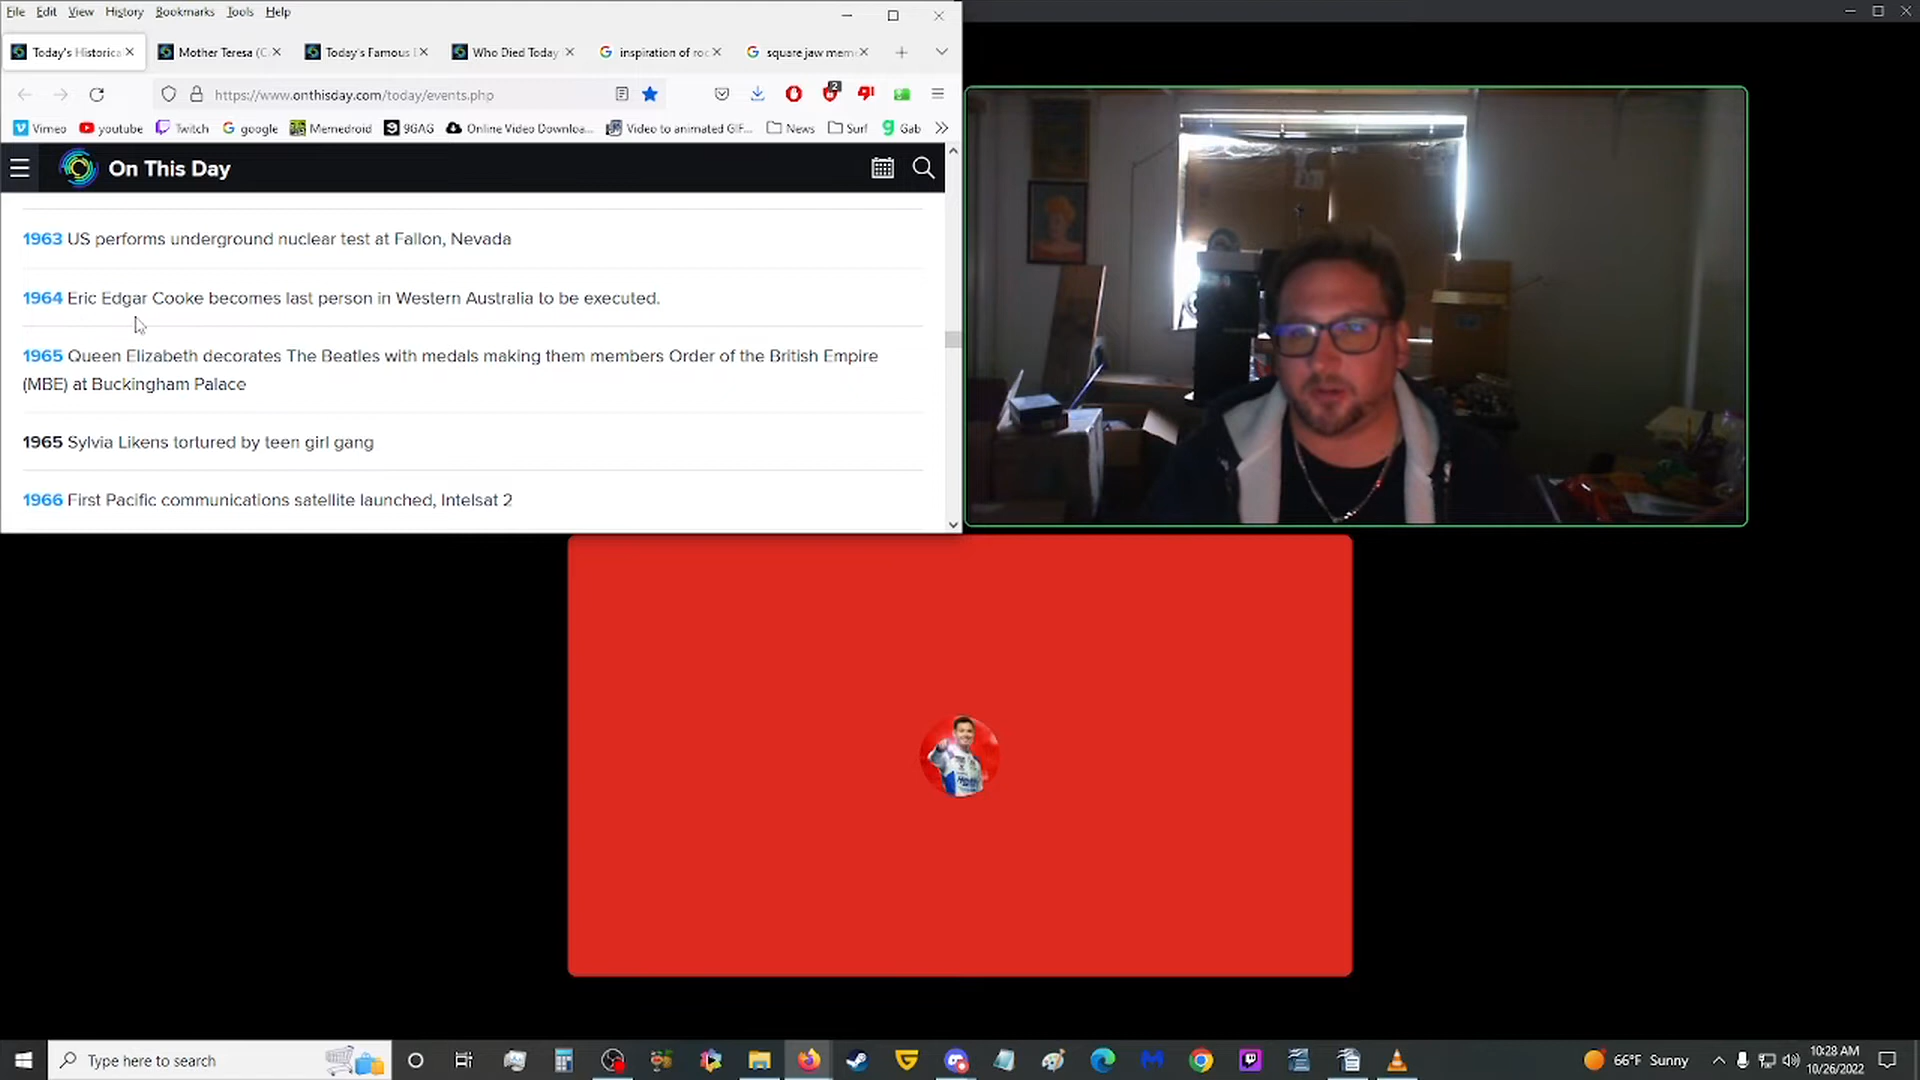 File Edit View History Bookmarks Tools Help
Today's Historica
Mother Teresa (C
Today's Famous
Who Died Today
inspiration of roc
square jaw mem
https://www.onthisday.com/today/events.php
2
Vimeo youtube Twitch google Memedroid 9GAG Online Video Downloa... Video to animated GIF... News Surf Gab
On This Day
1963 US performs underground nuclear test at Fallon, Nevada
1964 Eric Edgar Cooke becomes last person in Western Australia to be executed.
1965 Queen Elizabeth decorates The Beatles with medals making them members Order of the British Empire
(MBE) at Buckingham Palace
1965 Sylvia Likens tortured by teen girl gang
1966 First Pacific communications satellite launched, Intelsat 2
Type here to search
66°F Sunny
10:28 AM
10/26/2022